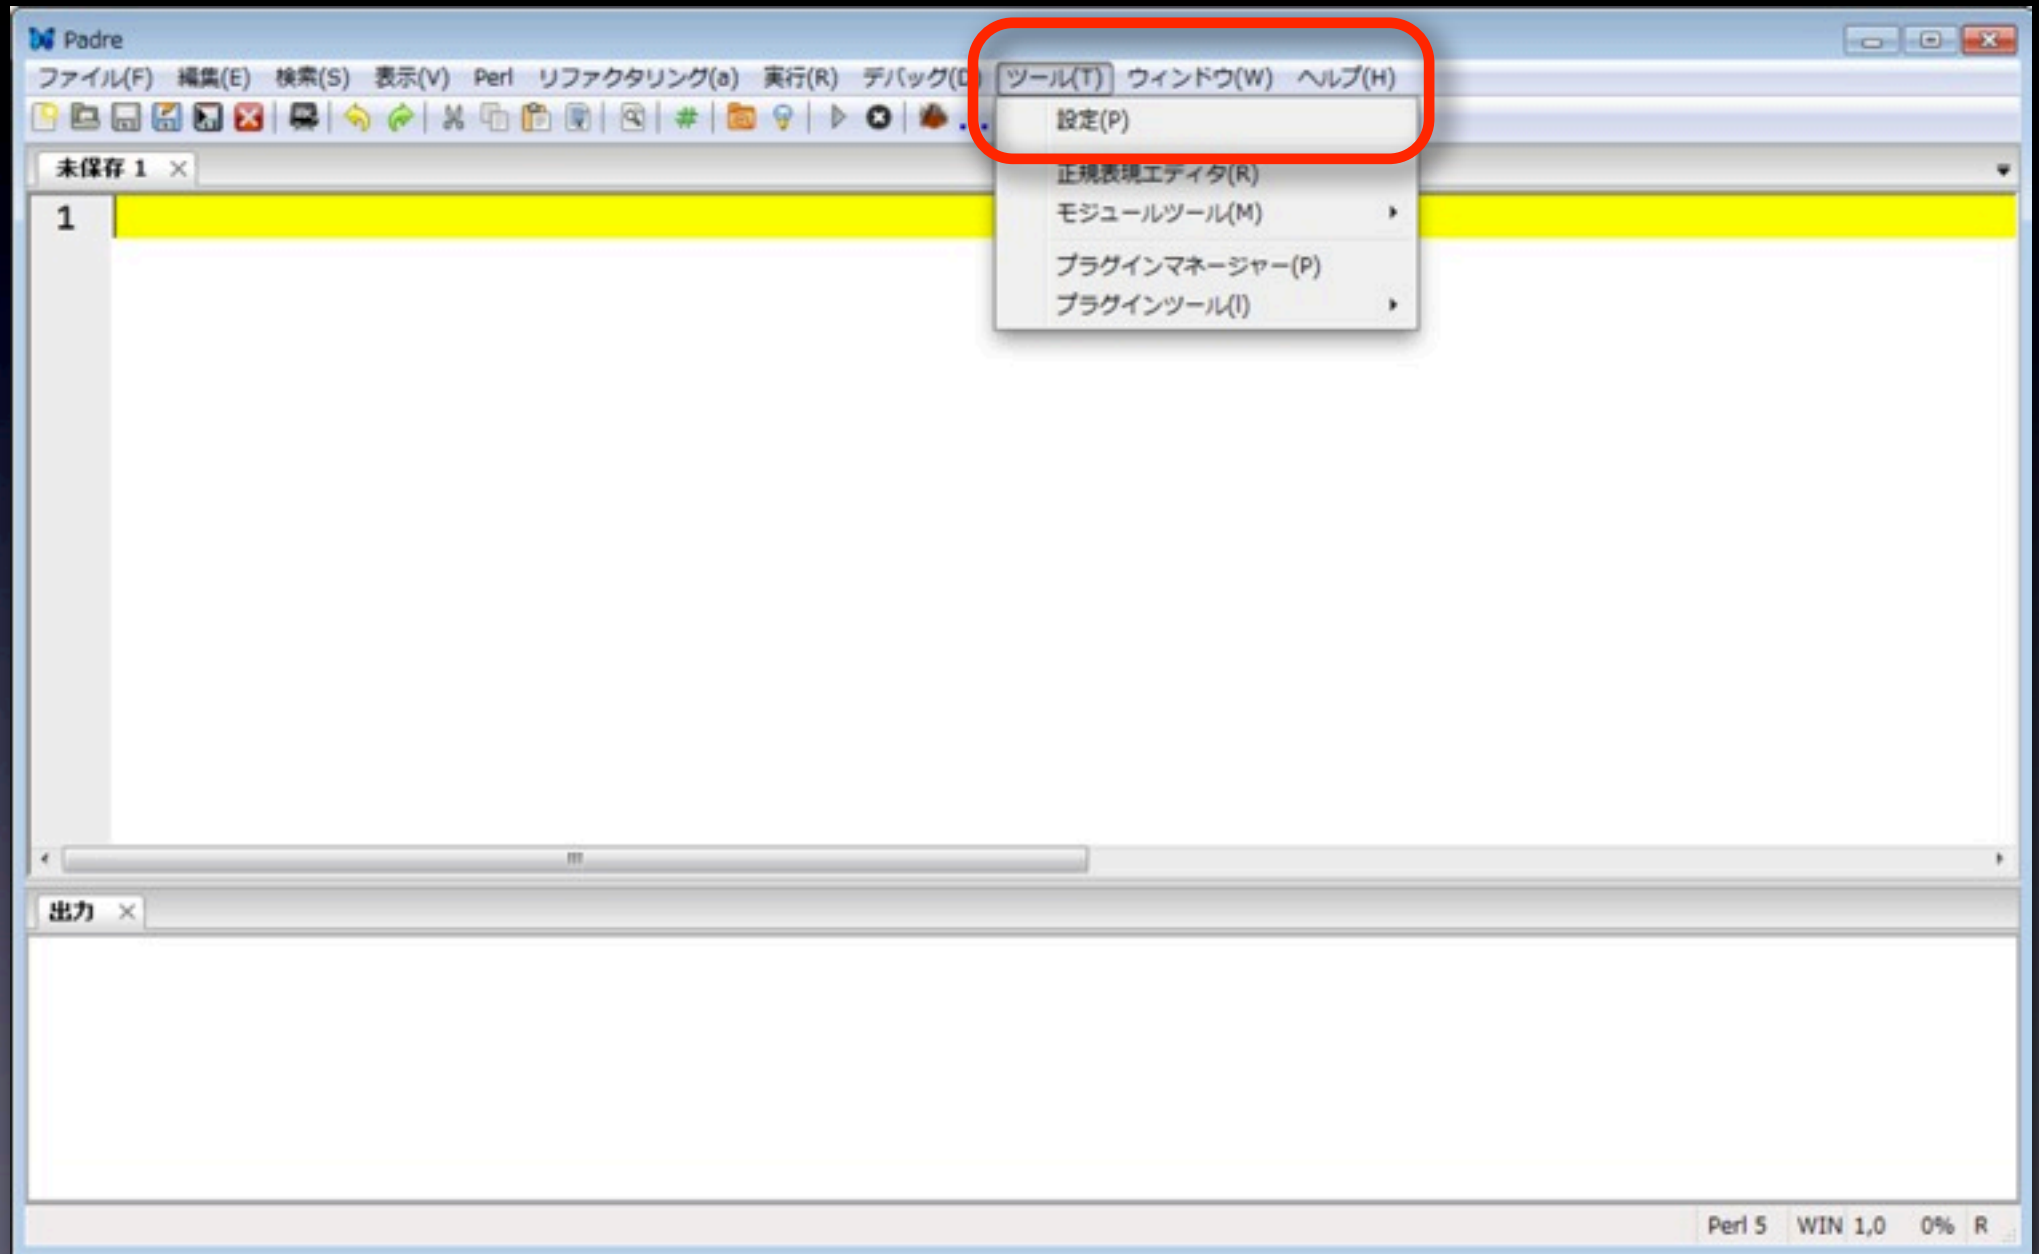 Padre
ファイル(F) 編集(E) 検索(S) 表示(V) Perl リファクタリング(a) 実行(R) デバッグ(D) ツール(T) ウィンドウ(W) ヘルプ(H)
設定(P)
未保存 1
正規表現エディタ(R)
1
モジュールツール(M)
プラグインマネージャー(P)
プラグインツール(I)
出力
Perl 5 WIN 1,0 0% R